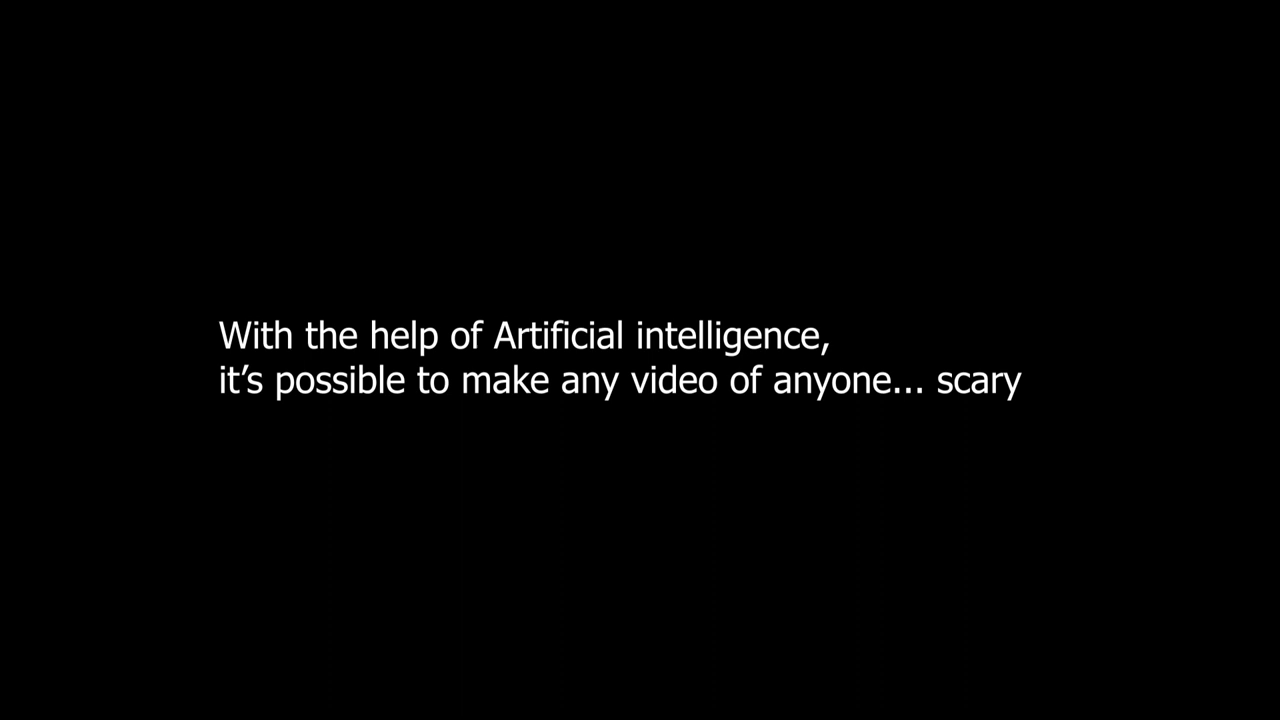 With the help of Artificial intelligence,
it’s possible to make any video of anyone... scary